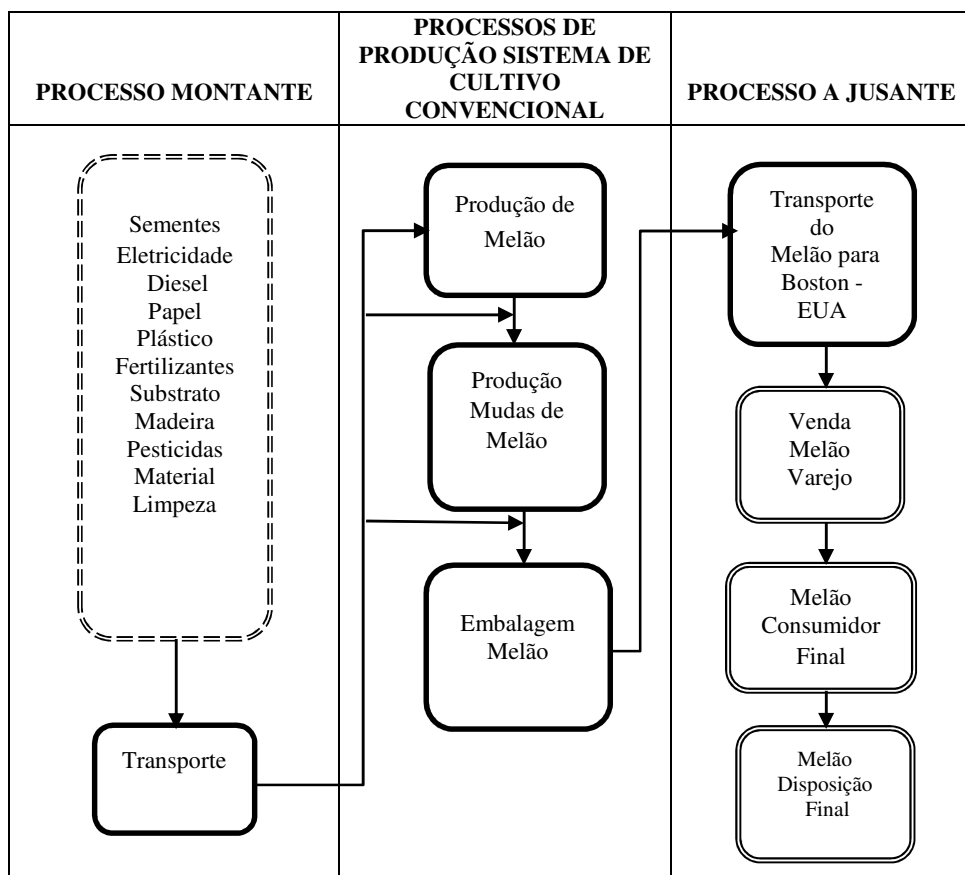 PROCESSO MONTANTE
PROCESSOS DE
PRODUÇÃO SISTEMA DE
CULTIVO
CONVENCIONAL
PROCESSO A JUSANTE
Sementes
Eletricidade
Diesel
Papel
Plástico
Fertilizantes
Substrato
Madeira
Pesticidas
Material
Limpeza
Transporte
Produção de
Melão
Produção
Mudas de
Melão
Embalagem
Melão
Transporte
do
Melão para
Boston -
EUA
Venda
Melão
Varejo
Melão
Consumidor
Final
Melão
Disposição
Final